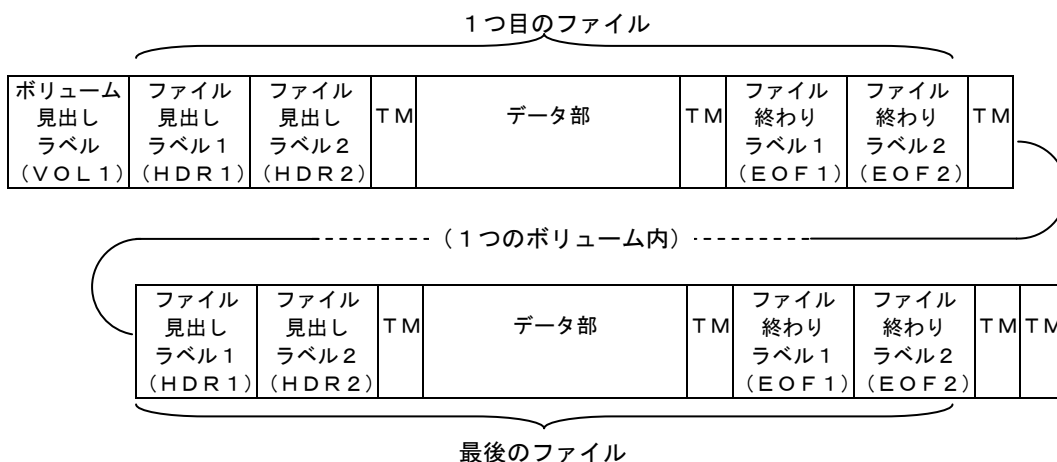 1つ目のファイル
ボリューム見出しラベル(VOL1)
ファイル見出しラベル1(HDR1)
ファイル見出しラベル2(HDR2)
TM
データ部
TM
ファイル終わりラベル1(EOF1)
ファイル終わりラベル2(EOF2)
TM
(1つのボリューム内)
ファイル見出しラベル1(HDR1)
ファイル見出しラベル2(HDR2)
TM
データ部
TM
ファイル終わりラベル1(EOF1)
ファイル終わりラベル2(EOF2)
TM
TM
最後のファイル